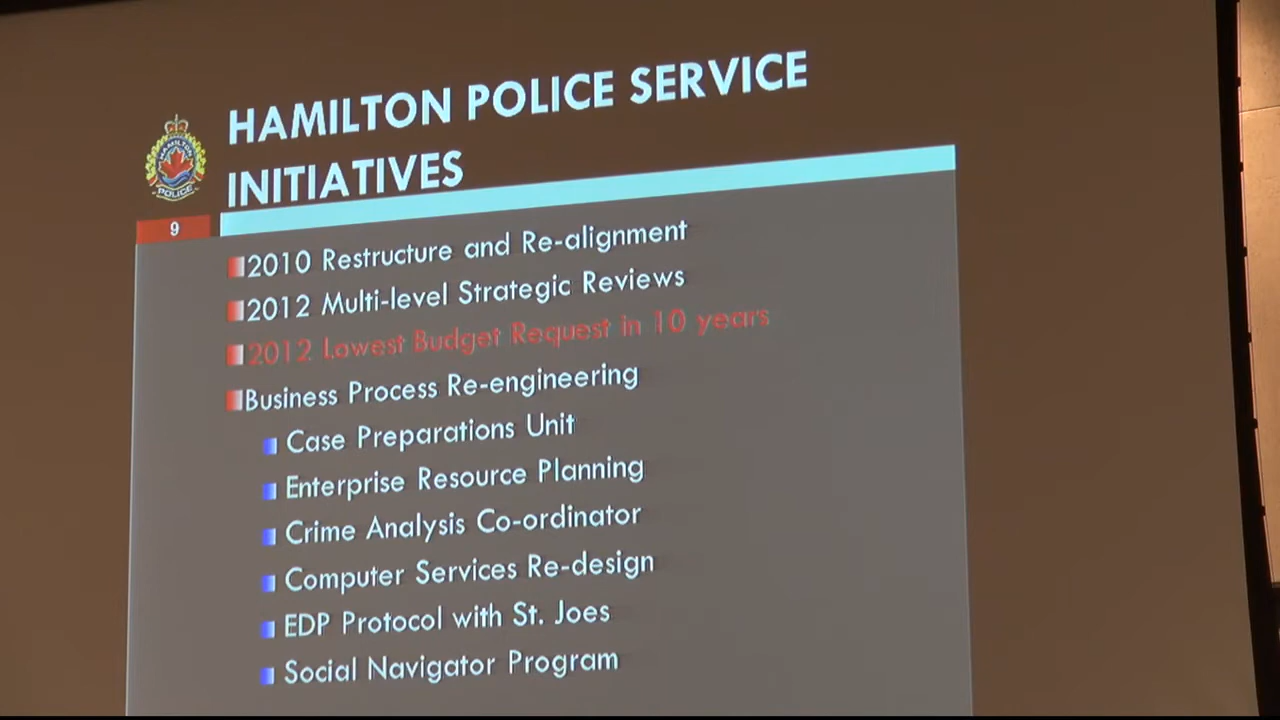 HAMILTON POLICE SERVICE
INITIATIVES
HAMILTON
POLICE
9
2010 Restructure and Re-alignment
2012 Multi-level Strategic Reviews
2012 Lowest Budget Request in 10 years
Business Process Re-engineering
Case Preparations Unit
Enterprise Resource Planning
Crime Analysis Co-ordinator
Computer Services Re-design
EDP Protocol with St. Joes
Social Navigator Program